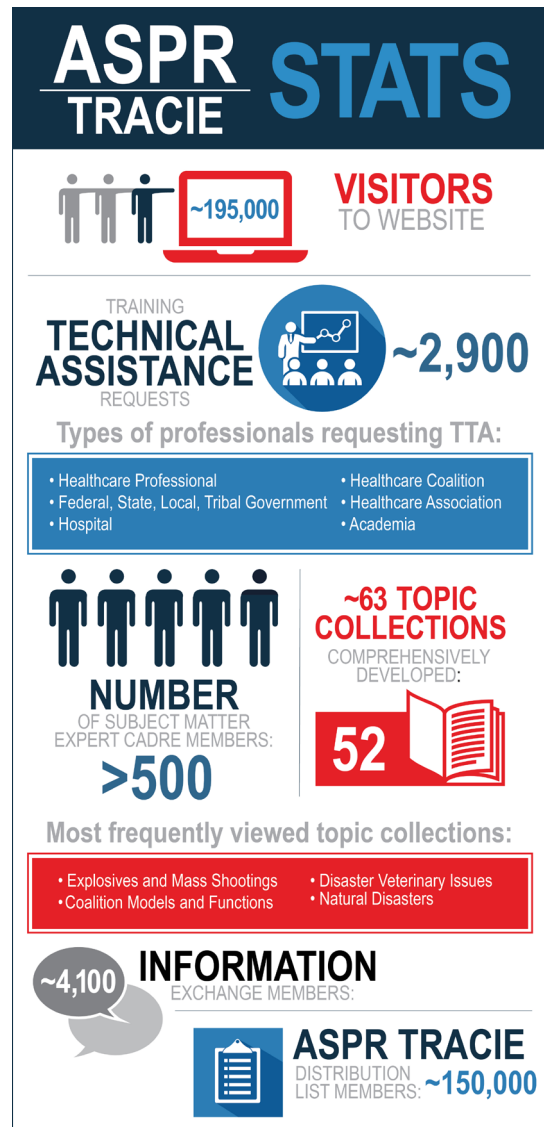 ASPR
TRACIE
STATS
~195,000
VISITORS
TO WEBSITE
TRAINING
TECHNICAL
ASSISTANCE
REQUESTS
~2,900
Types of professionals requesting TTA:
• Healthcare Professional
• Federal, State, Local, Tribal Government
• Hospital
• Healthcare Coalition
• Healthcare Association
• Academia
NUMBER
OF SUBJECT MATTER
EXPERT CADRE MEMBERS:
>500
~63 TOPIC
COLLECTIONS
COMPREHENSIVELY
DEVELOPED:
52
Most frequently viewed topic collections:
• Explosives and Mass Shootings
• Coalition Models and Functions
• Disaster Veterinary Issues
• Natural Disasters
~4,100
INFORMATION
EXCHANGE MEMBERS:
ASPR TRACIE
DISTRIBUTION
LIST MEMBERS: ~150,000